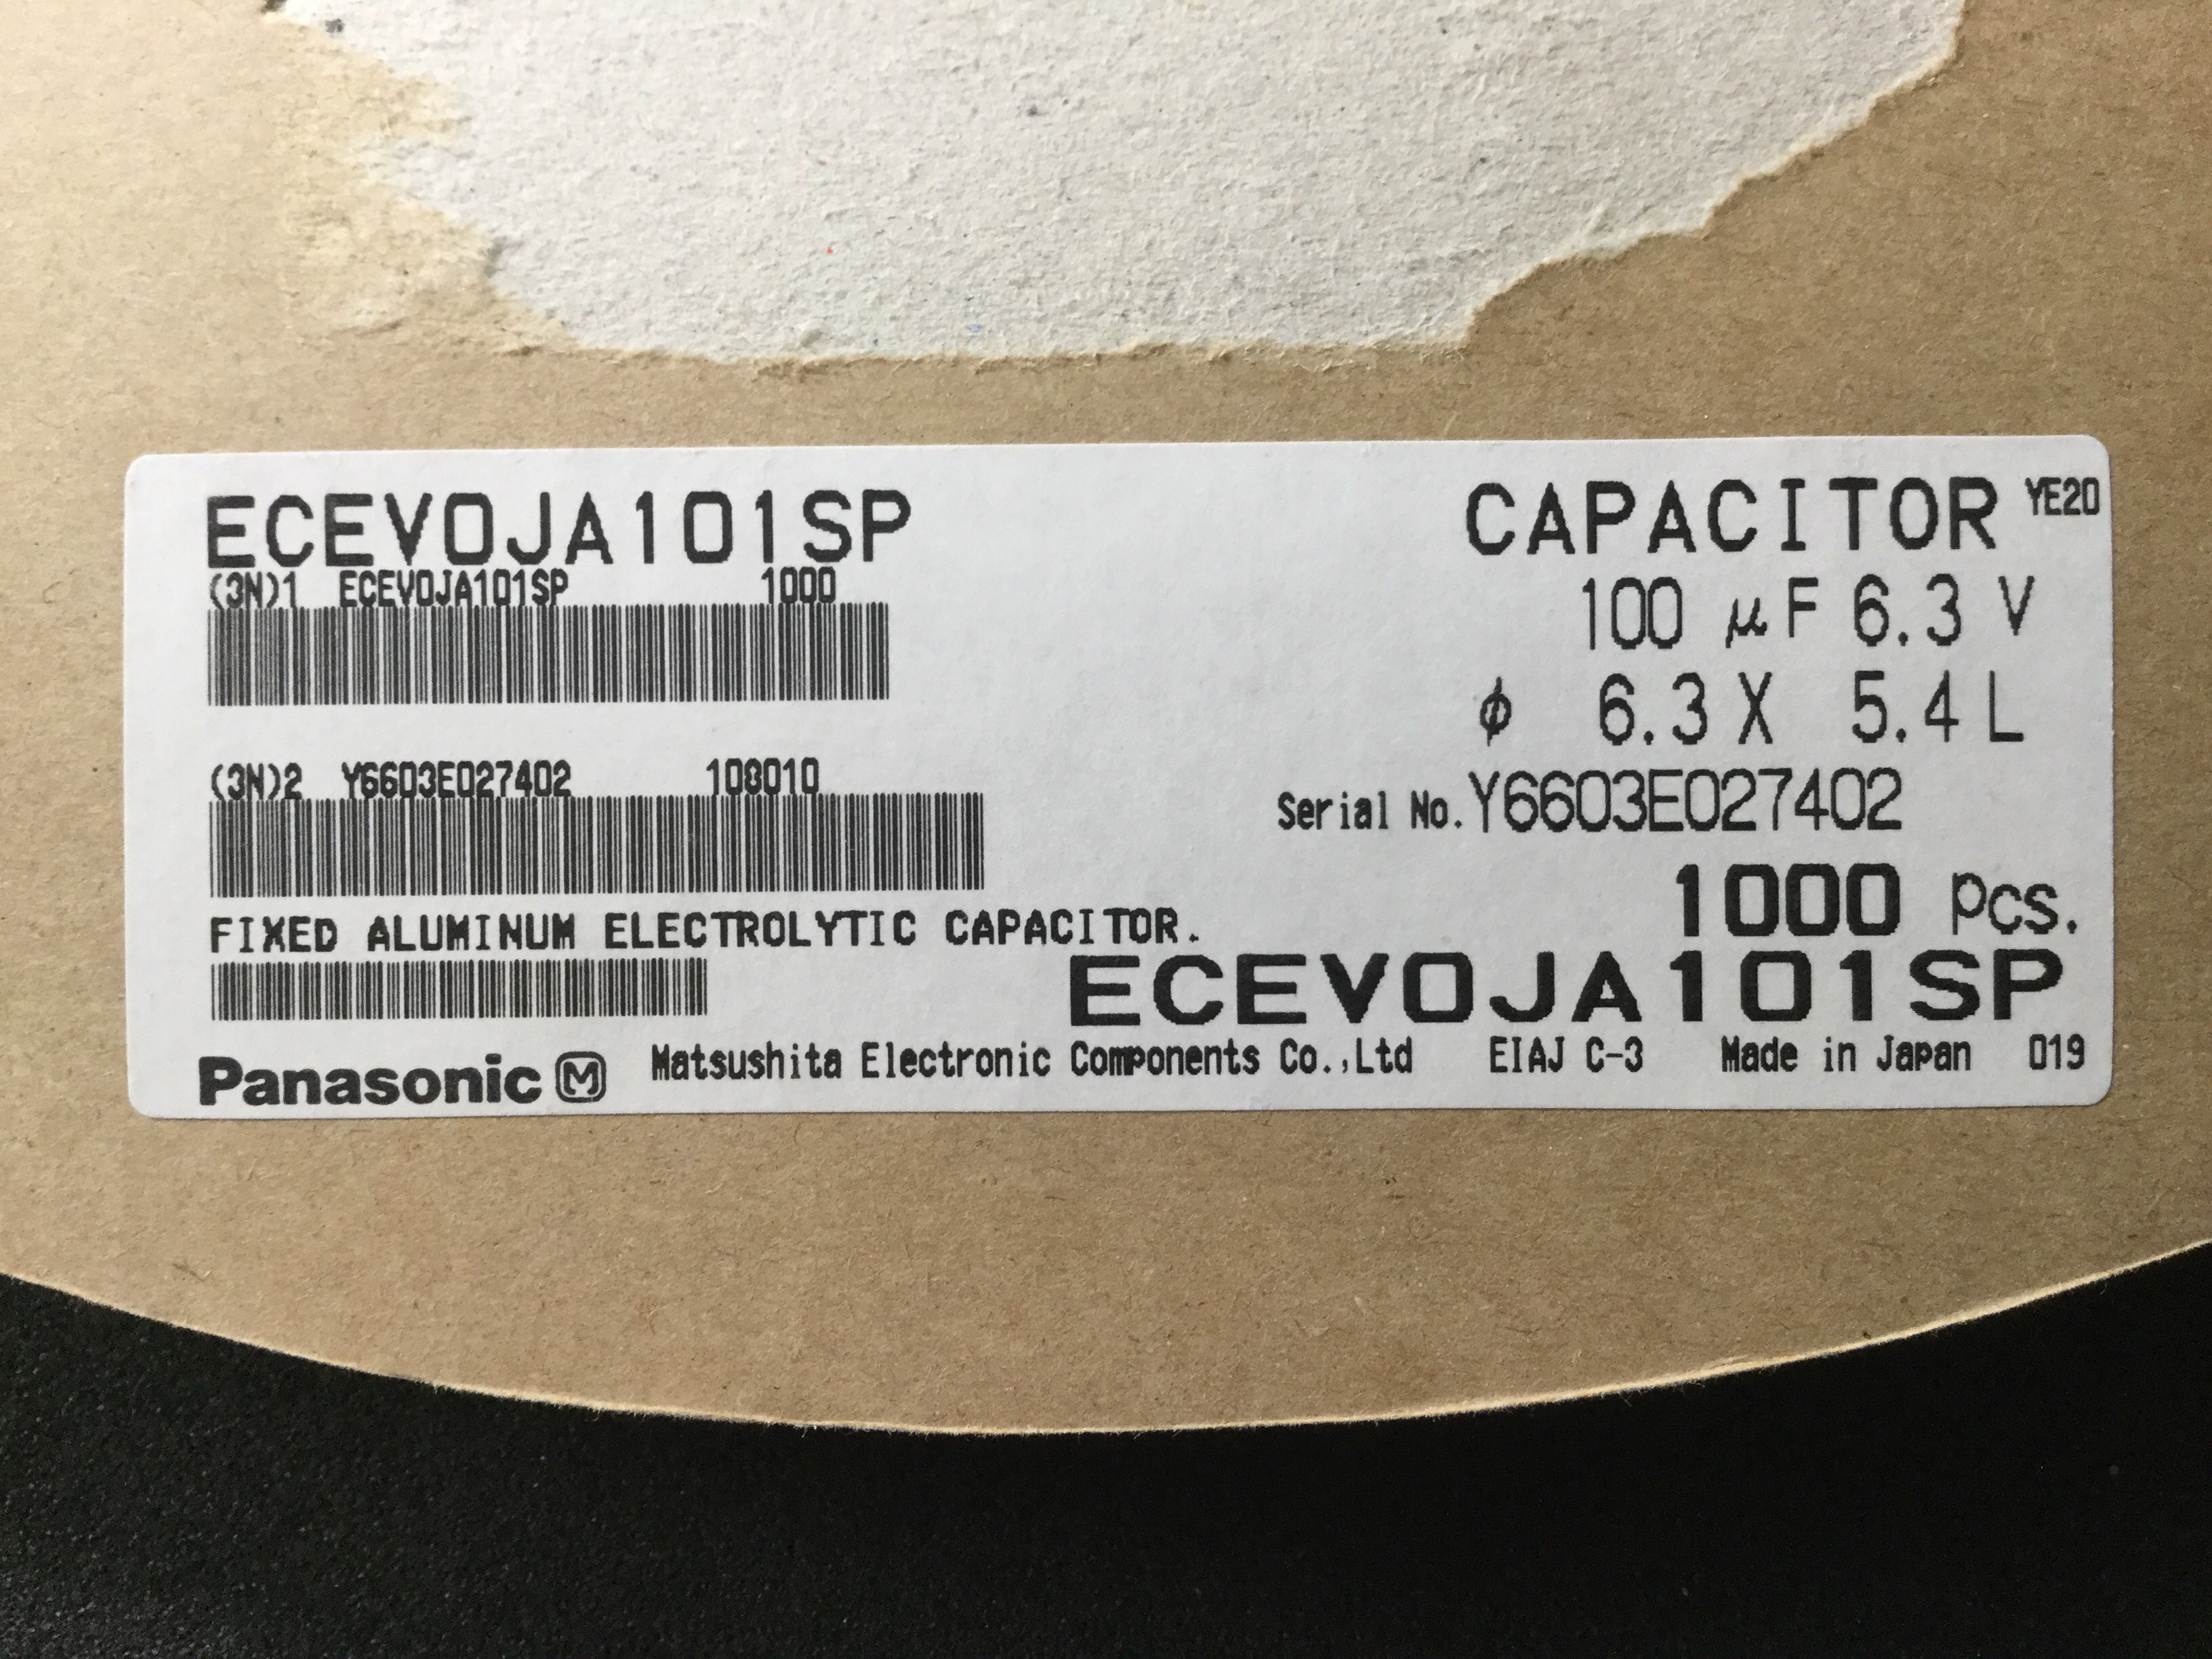 ECEV0JA101SP
CAPACITOR YE20
(3N)1 ECEV0JA101SP 1000
100 μF 6.3 V
φ 6.3 X 5.4 L
(3N)2 Y6603E027402 108010
Serial No. Y6603E027402
1000 Pcs.
FIXED ALUMINUM ELECTROLYTIC CAPACITOR.
ECEV0JA101SP
Panasonic M Matsushita Electronic Components Co.,Ltd EIAJ C-3 Made in Japan 019